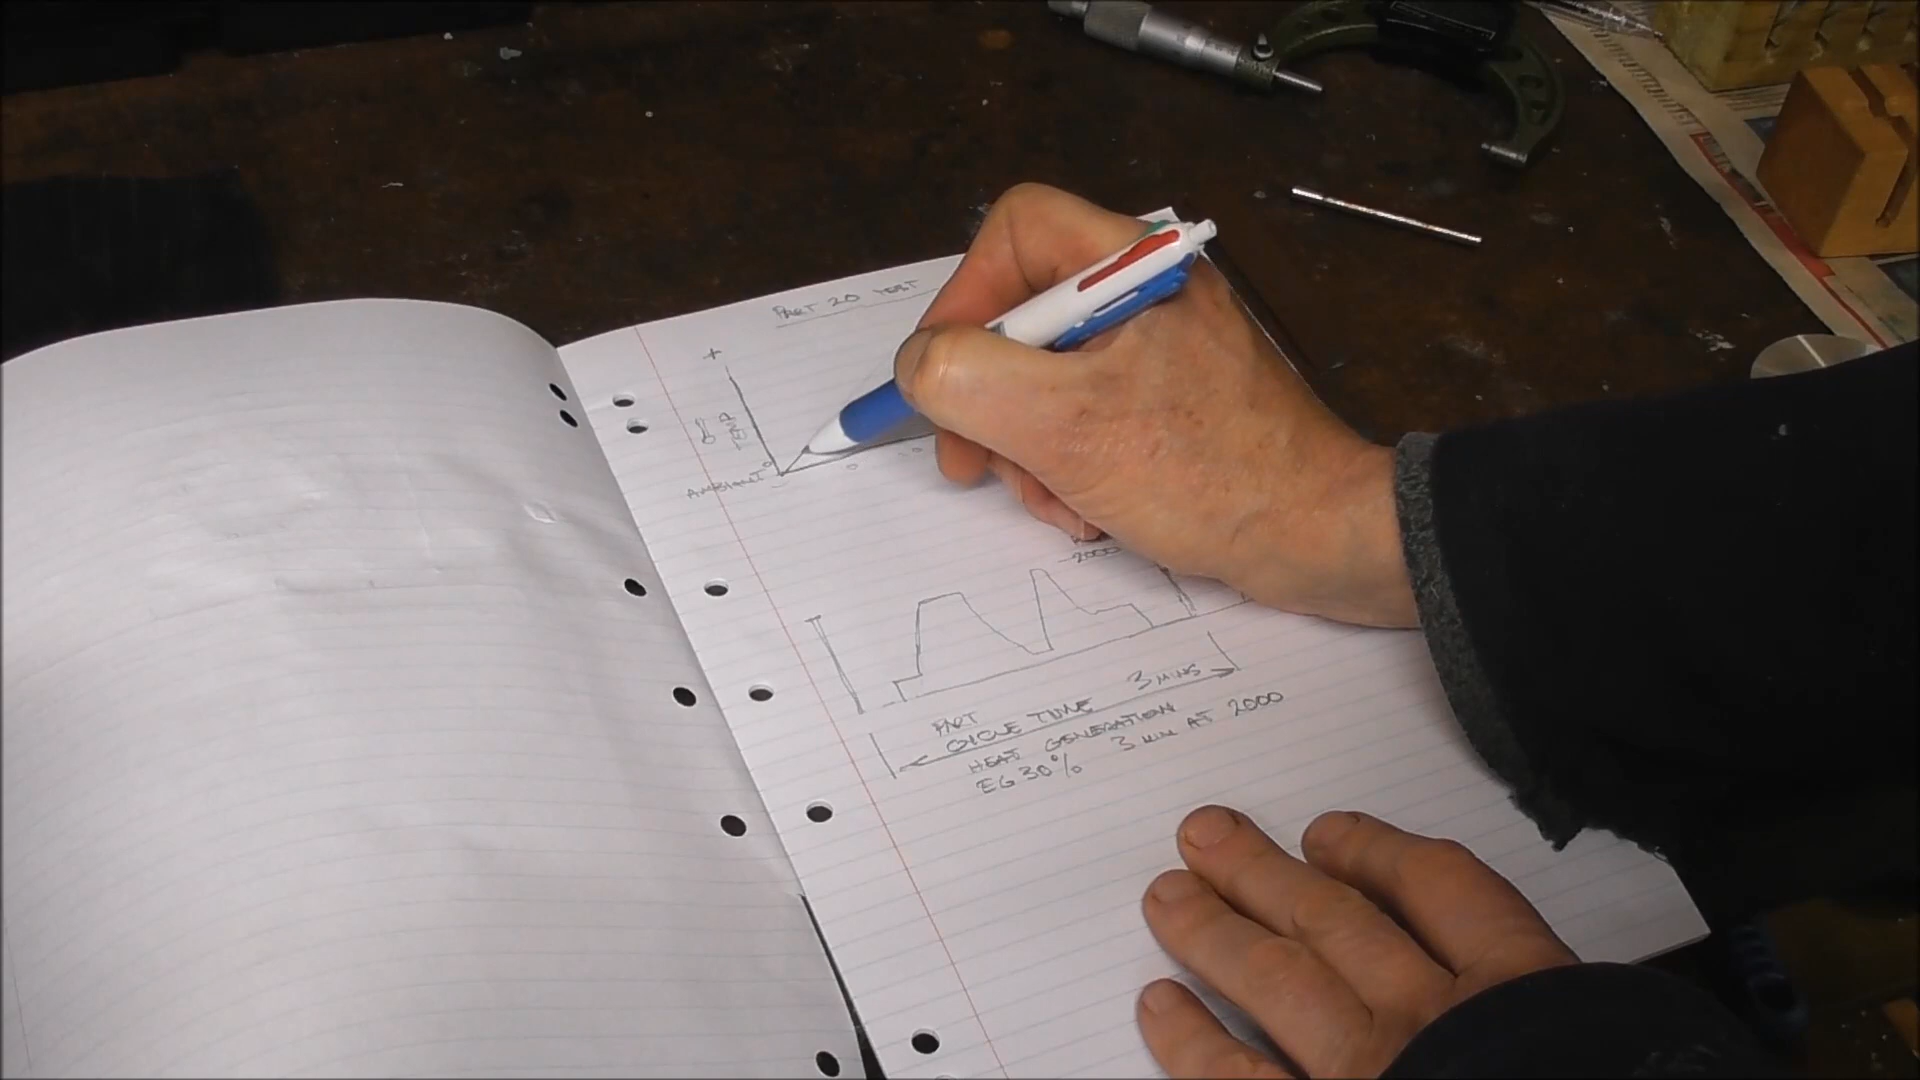 PART 20 TEST
+
TEMP
AMBIENT
0
2000
3 MINS
PART
CYCLE TIME
HEAT GENERATION
EG 30% 3 MIN AT 2000